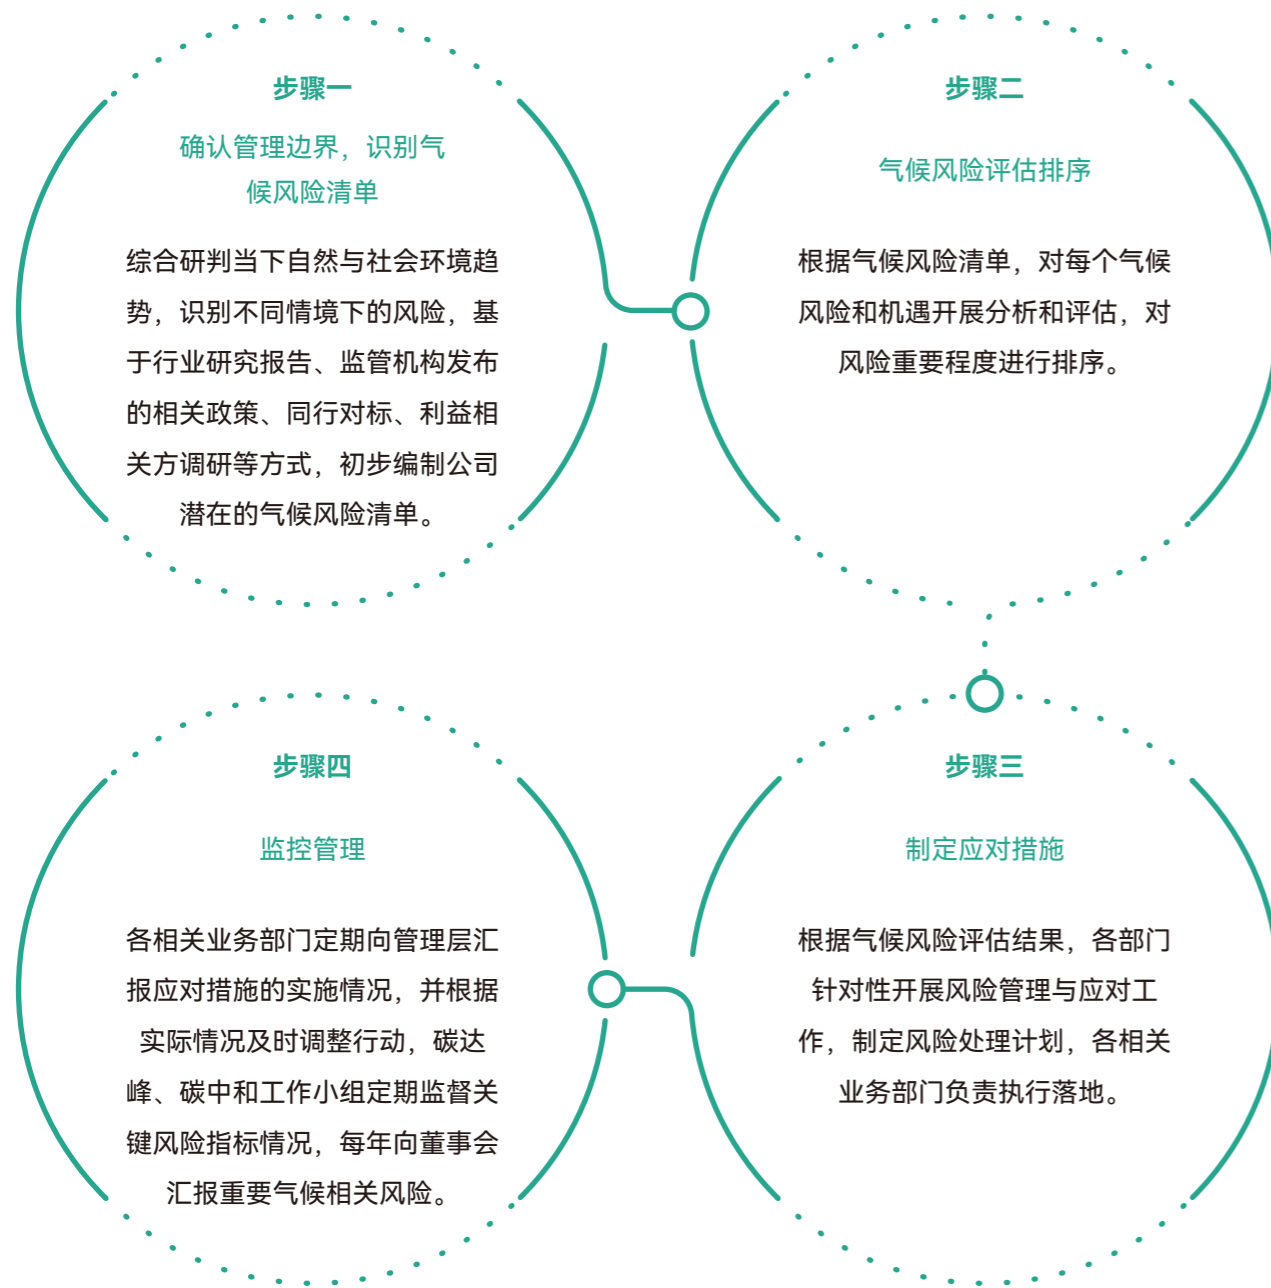 步骤一
确认管理边界，识别气
候风险清单
综合研判当下自然与社会环境趋
势，识别不同情境下的风险，基
于行业研究报告、监管机构发布
的相关政策、同行对标、利益相
关方调研等方式，初步编制公司
潜在的气候风险清单。
步骤二
气候风险评估排序
根据气候风险清单，对每个气候
风险和机遇开展分析和评估，对
风险重要程度进行排序。
步骤三
制定应对措施
根据气候风险评估结果，各部门
针对性开展风险管理与应对工
作，制定风险处理计划，各相关
业务部门负责执行落地。
步骤四
监控管理
各相关业务部门定期向管理层汇
报应对措施的实施情况，并根据
实际情况及时调整行动，碳达
峰、碳中和工作小组定期监督关
键风险指标情况，每年向董事会
汇报重要气候相关风险。